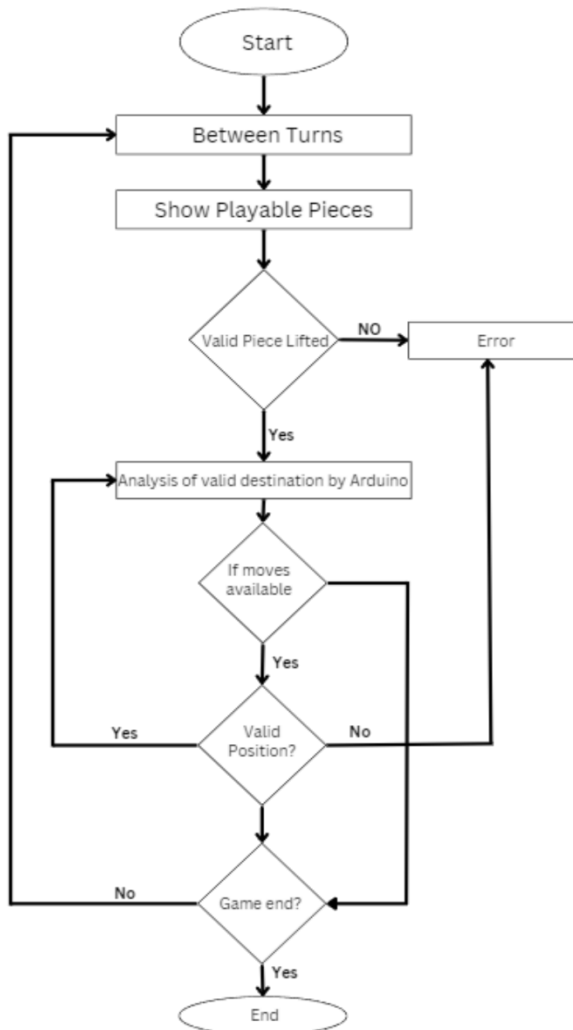 Start
Between Turns
Show Playable Pieces
Valid Piece Lifted
NO
Error
Yes
Analysis of valid destination by Arduino
If moves
available
Yes
Yes
Valid
Position?
No
No
Game end?
Yes
End